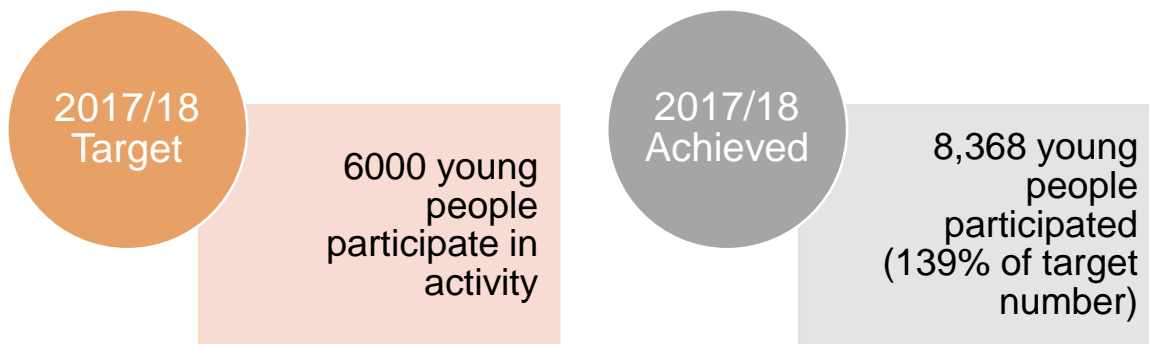 2017/18
Target
6000 young
people
participate in
activity
2017/18
Achieved
8,368 young
people
participated
(139% of target
number)